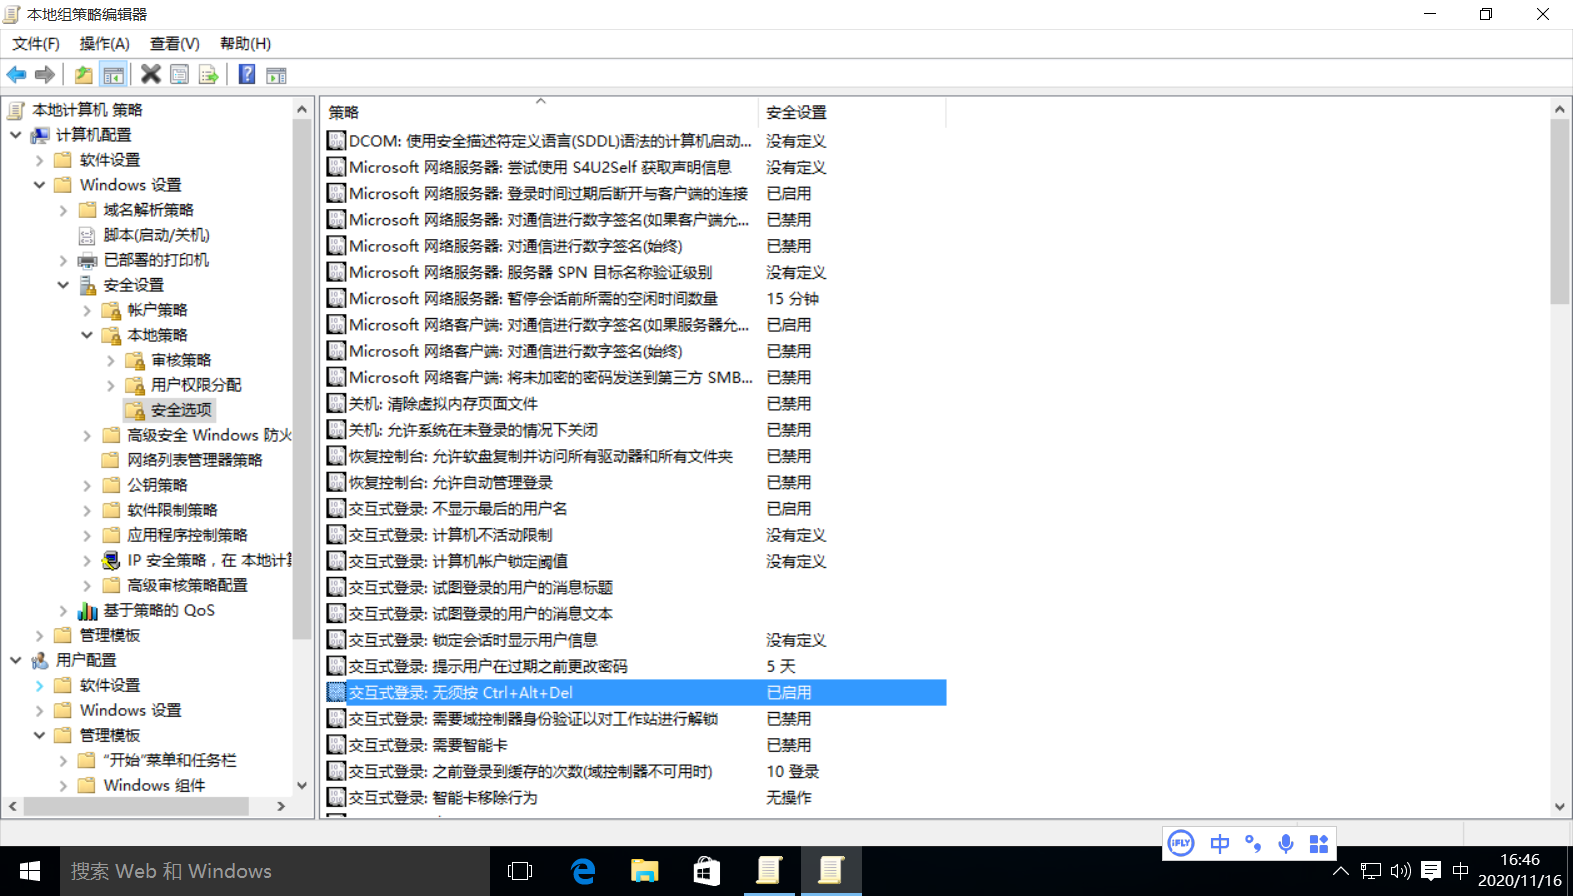 本地组策略编辑器
文件(F) 操作(A) 查看(V) 帮助(H)
本地计算机 策略
计算机配置
软件设置
Windows 设置
域名解析策略
脚本(启动/关机)
已部署的打印机
安全设置
帐户策略
本地策略
审核策略
用户权限分配
安全选项
高级安全 Windows 防火
网络列表管理器策略
公钥策略
软件限制策略
应用程序控制策略
IP 安全策略，在 本地计
高级审核策略配置
基于策略的 QoS
管理模板
用户配置
软件设置
Windows 设置
管理模板
“开始”菜单和任务栏
Windows 组件
策略 安全设置
DCOM: 使用安全描述符定义语言(SDDL)语法的计算机启动... 没有定义
Microsoft 网络服务器: 尝试使用 S4U2Self 获取声明信息 没有定义
Microsoft 网络服务器: 登录时间过期后断开与客户端的连接 已启用
Microsoft 网络服务器: 对通信进行数字签名(如果客户端允... 已禁用
Microsoft 网络服务器: 对通信进行数字签名(始终) 已禁用
Microsoft 网络服务器: 服务器 SPN 目标名称验证级别 没有定义
Microsoft 网络服务器: 暂停会话前所需的空闲时间数量 15 分钟
Microsoft 网络客户端: 对通信进行数字签名(如果服务器允... 已启用
Microsoft 网络客户端: 对通信进行数字签名(始终) 已禁用
Microsoft 网络客户端: 将未加密的密码发送到第三方 SMB... 已禁用
关机: 清除虚拟内存页面文件 已禁用
关机: 允许系统在未登录的情况下关闭 已禁用
恢复控制台: 允许软盘复制并访问所有驱动器和所有文件夹 已禁用
恢复控制台: 允许自动管理登录 已禁用
交互式登录: 不显示最后的用户名 已启用
交互式登录: 计算机不活动限制 没有定义
交互式登录: 计算机帐户锁定阈值 没有定义
交互式登录: 试图登录的用户的消息标题
交互式登录: 试图登录的用户的消息文本
交互式登录: 锁定会话时显示用户信息 没有定义
交互式登录: 提示用户在过期之前更改密码 5 天
交互式登录: 无须按 Ctrl+Alt+Del 已启用
交互式登录: 需要域控制器身份验证以对工作站进行解锁 已禁用
交互式登录: 需要智能卡 已禁用
交互式登录: 之前登录到缓存的次数(域控制器不可用时) 10 登录
交互式登录: 智能卡移除行为 无操作
iFLY 中
搜索 Web 和 Windows
中
16:46
2020/11/16